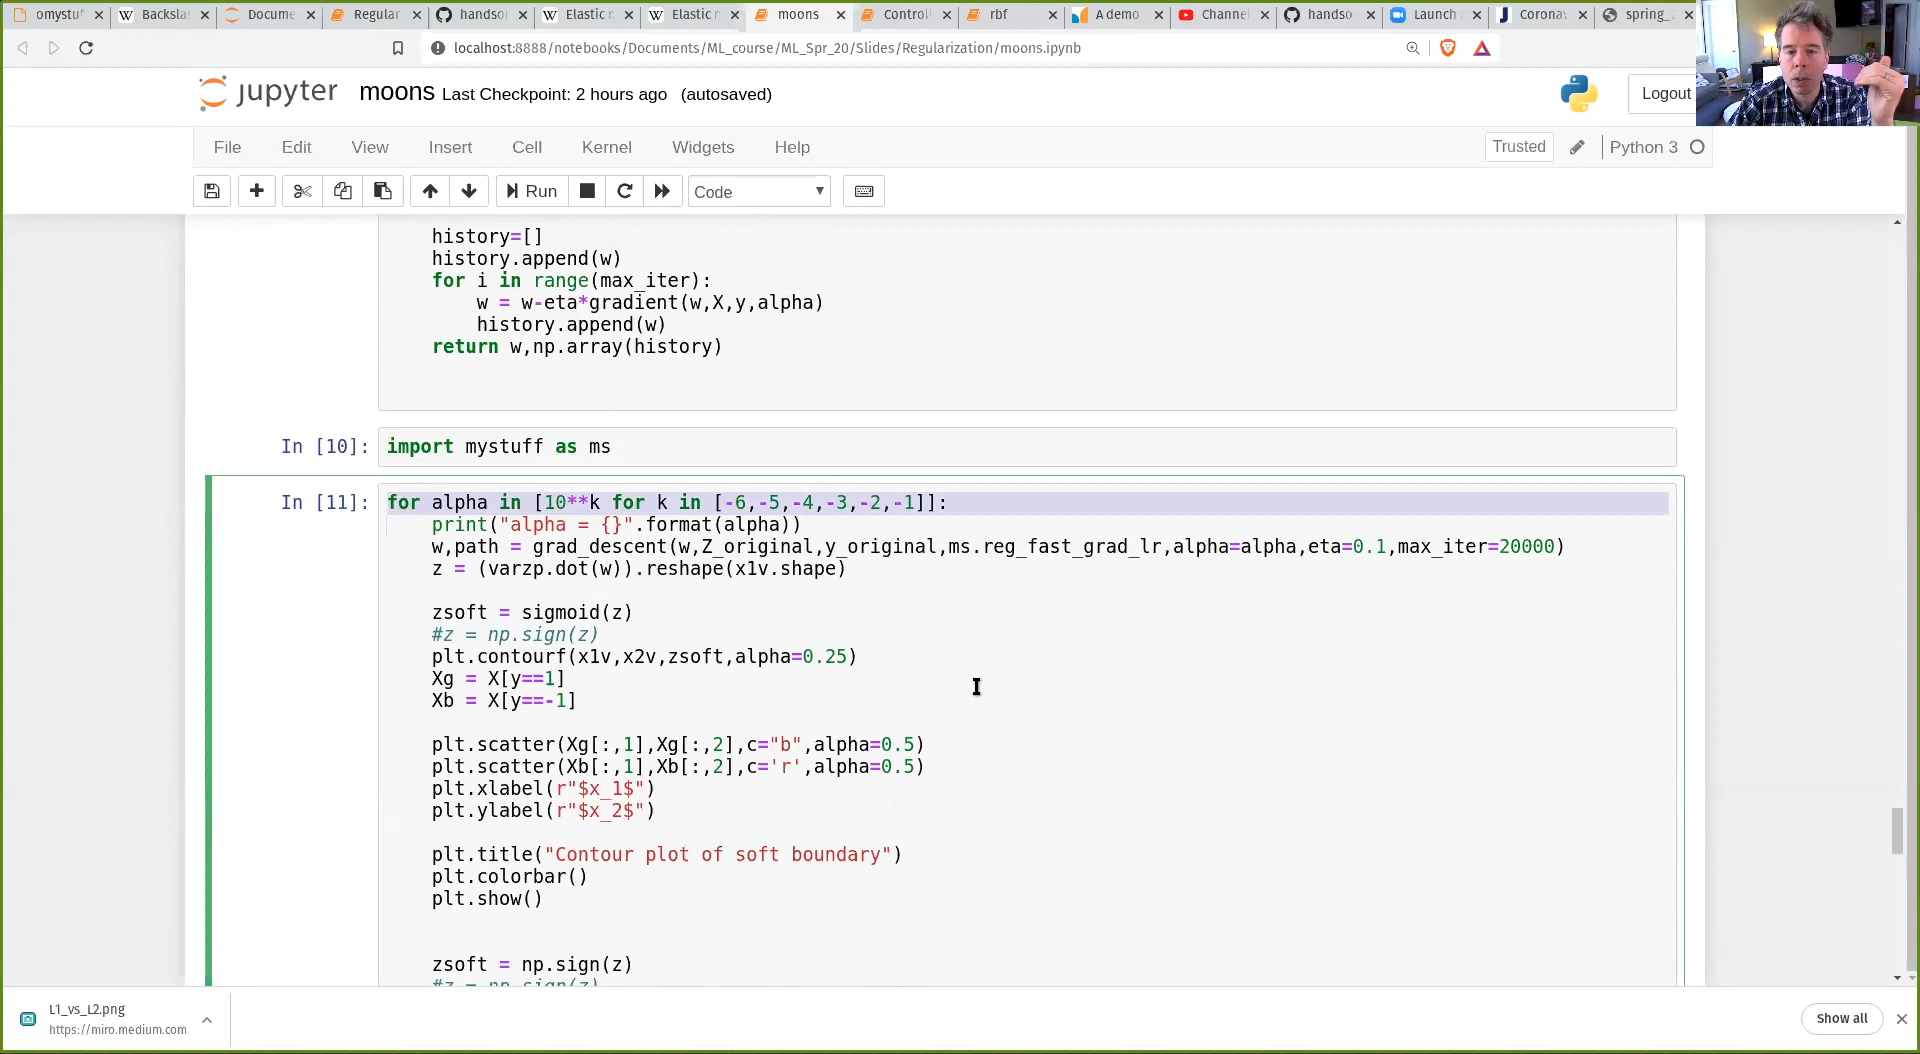 omystuf
Backslas
Docume
Regular
handso
Elastic n
Elastic n
moons
Control
rbf
A demo
Channel
handso
Launch
Corona
spring_
localhost:8888/notebooks/Documents/ML_course/ML_Spr_20/Slides/Regularization/moons.ipynb
jupyter moons Last Checkpoint: 2 hours ago (autosaved)
Logout
File Edit View Insert Cell Kernel Widgets Help
Trusted
Python 3
Run
Code
history=[]
history.append(w)
for i in range(max_iter):
w = w-eta*gradient(w,X,y,alpha)
history.append(w)
return w,np.array(history)
In [10]: import mystuff as ms
In [11]: for alpha in [10**k for k in [-6,-5,-4,-3,-2,-1]]:
print("alpha = {}".format(alpha))
w,path = grad_descent(w,Z_original,y_original,ms.reg_fast_grad_lr,alpha=alpha,eta=0.1,max_iter=20000)
z = (varzp.dot(w)).reshape(x1v.shape)
zsoft = sigmoid(z)
#z = np.sign(z)
plt.contourf(x1v,x2v,zsoft,alpha=0.25)
Xg = X[y==1]
Xb = X[y==-1]
plt.scatter(Xg[:,1],Xg[:,2],c="b",alpha=0.5)
plt.scatter(Xb[:,1],Xb[:,2],c='r',alpha=0.5)
plt.xlabel(r"$x_1$")
plt.ylabel(r"$x_2$")
plt.title("Contour plot of soft boundary")
plt.colorbar()
plt.show()
zsoft = np.sign(z)
#z = np.sign(z)
L1_vs_L2.png
https://miro.medium.com
Show all